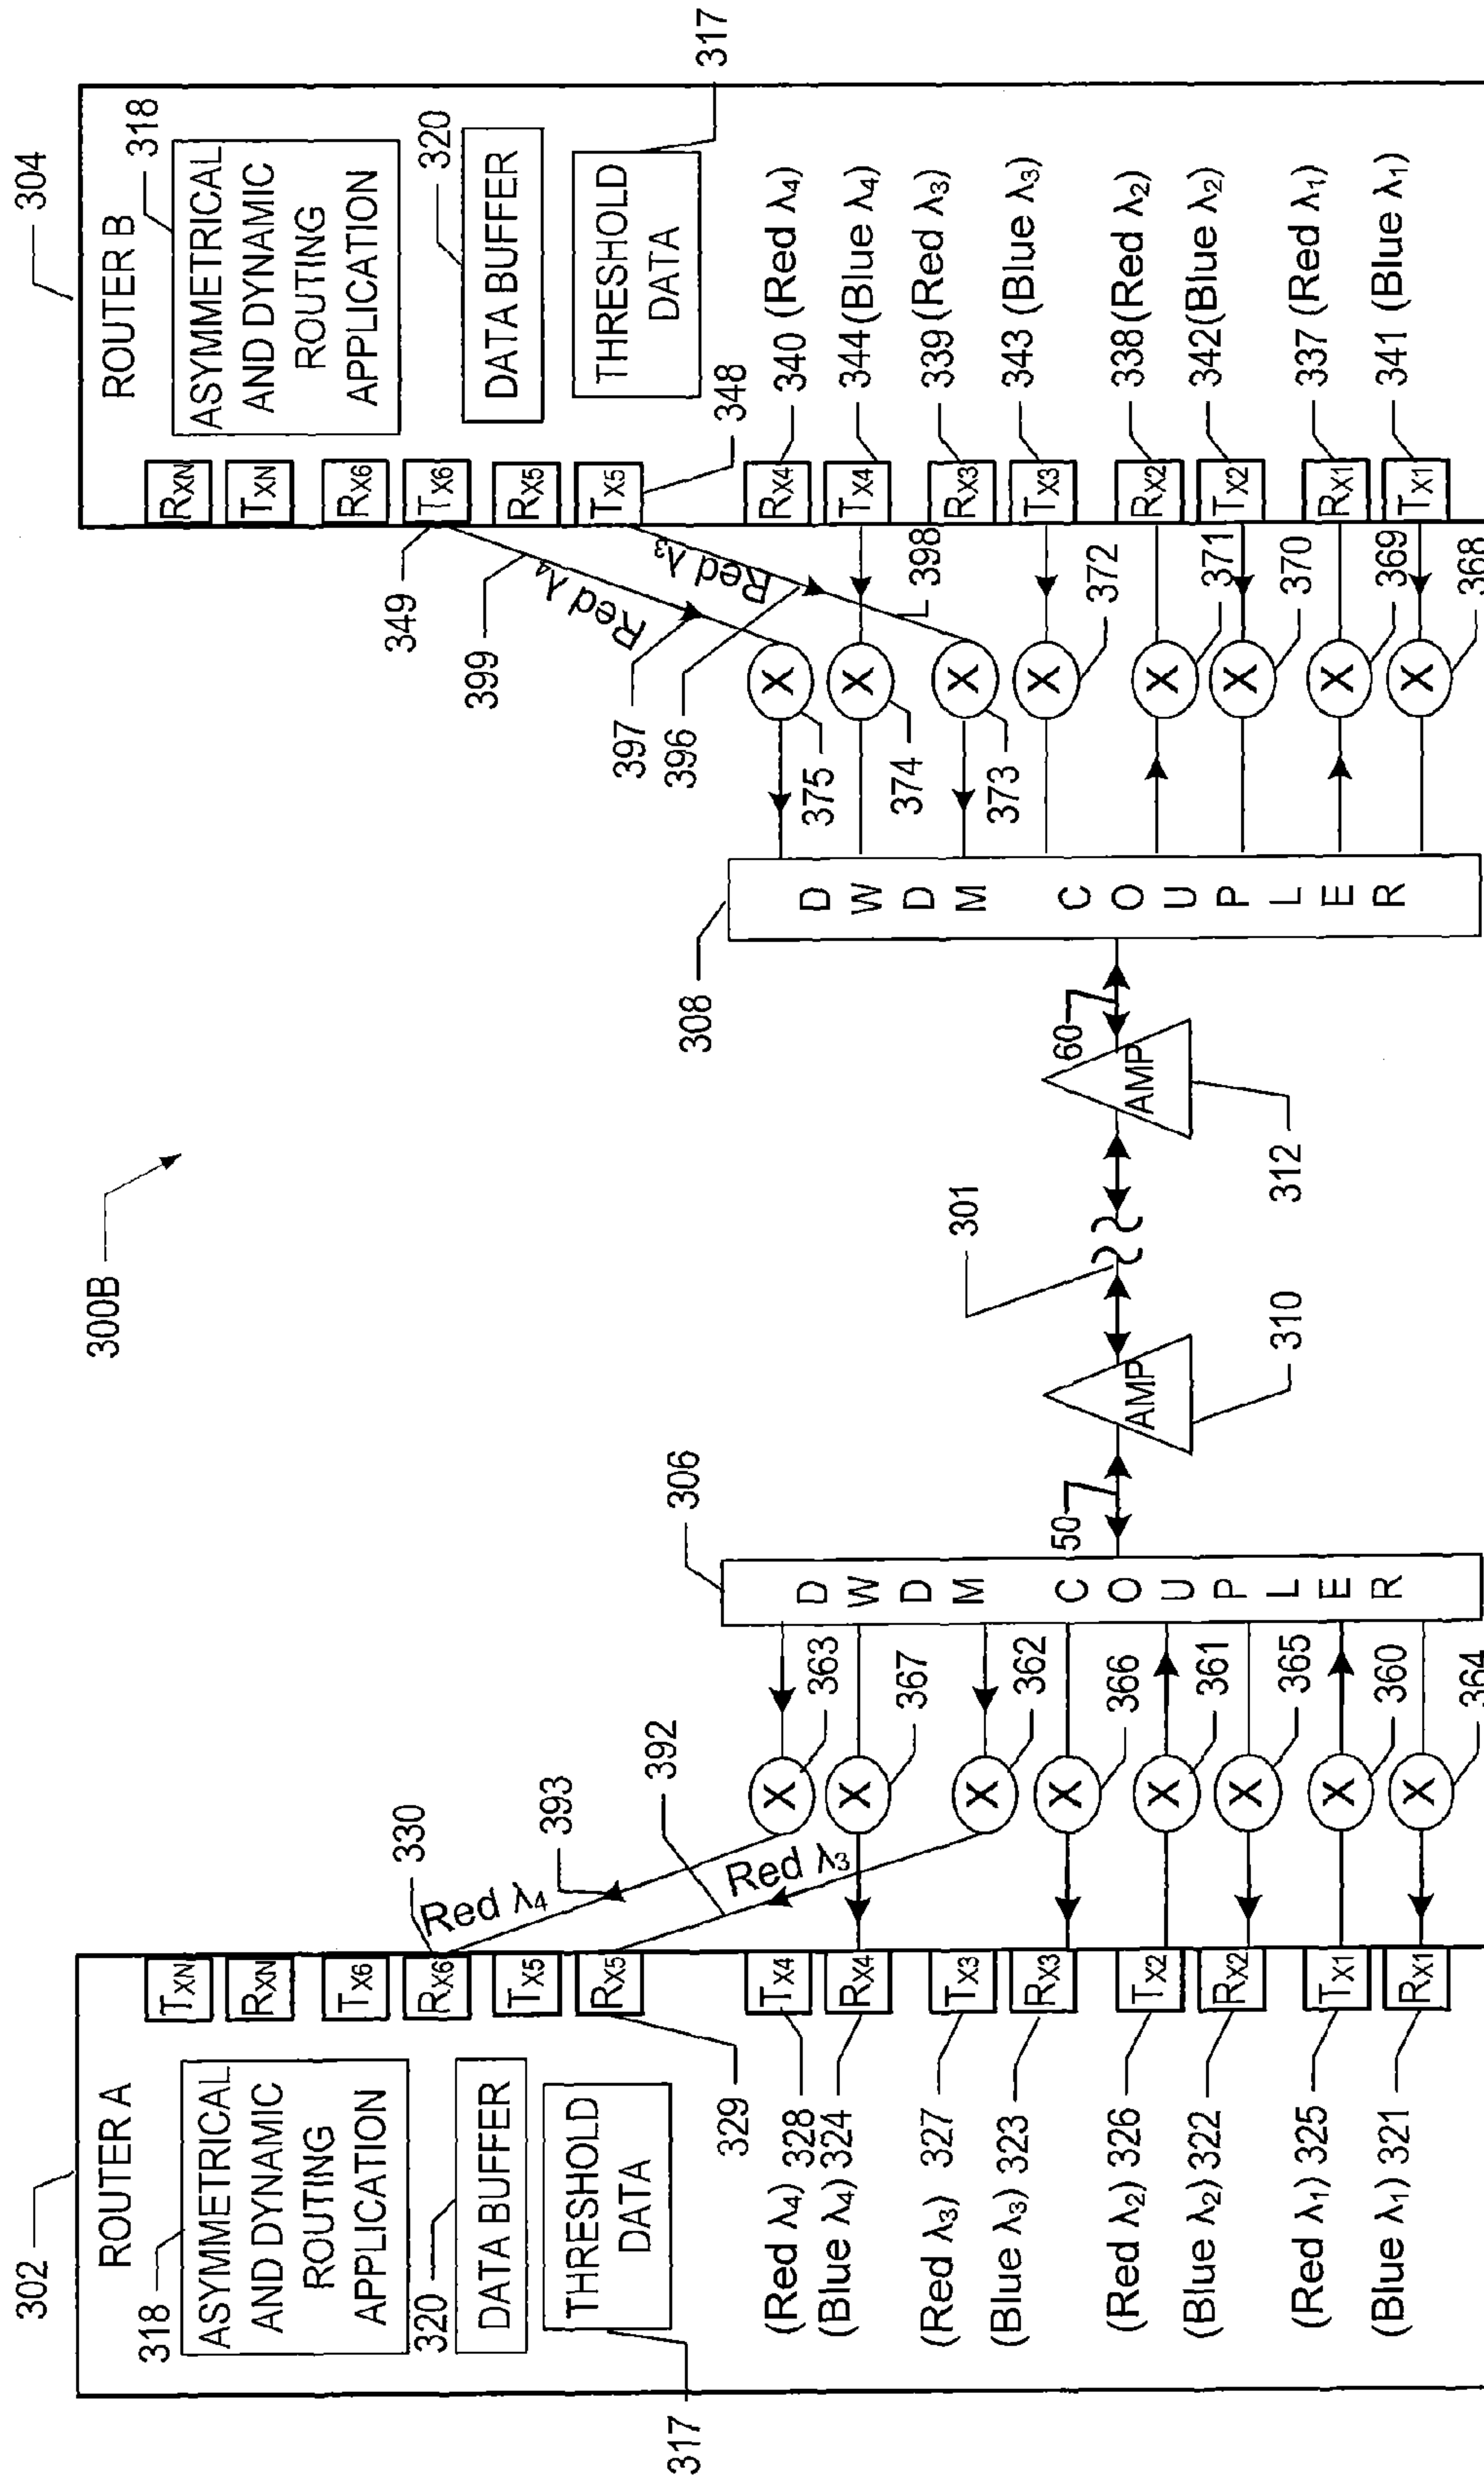 300B
302
ROUTER A
318
ASYMMETRICAL
AND DYNAMIC
ROUTING
APPLICATION
320
DATA BUFFER
THRESHOLD
DATA
317
TXN
RXN
TX6
RX6
TX5
RX5
330
329
393
392
Red λ4
Red λ3
(Red λ4) 328
TX4
(Blue λ4) 324
RX4
(Red λ3) 327
TX3
(Blue λ3) 323
RX3
(Red λ2) 326
TX2
(Blue λ2) 322
RX2
(Red λ1) 325
TX1
(Blue λ1) 321
RX1
X
363
X
367
X
362
X
366
X
361
X
365
X
360
X
364
306
DWDM COUPLER
50
AMP
310
301
AMP
312
60
308
DWDM COUPLER
X
375
X
374
X
373
X
372
X
371
X
370
X
369
X
368
397
396
399
398
Red λ4
Red λ3
349
348
304
ROUTER B
318
ASYMMETRICAL
AND DYNAMIC
ROUTING
APPLICATION
320
DATA BUFFER
THRESHOLD
DATA
317
RXN
TXN
RX6
TX6
RX5
TX5
RX4
340 (Red λ4)
TX4
344 (Blue λ4)
RX3
339 (Red λ3)
TX3
343 (Blue λ3)
RX2
338 (Red λ2)
TX2
342 (Blue λ2)
RX1
337 (Red λ1)
TX1
341 (Blue λ1)